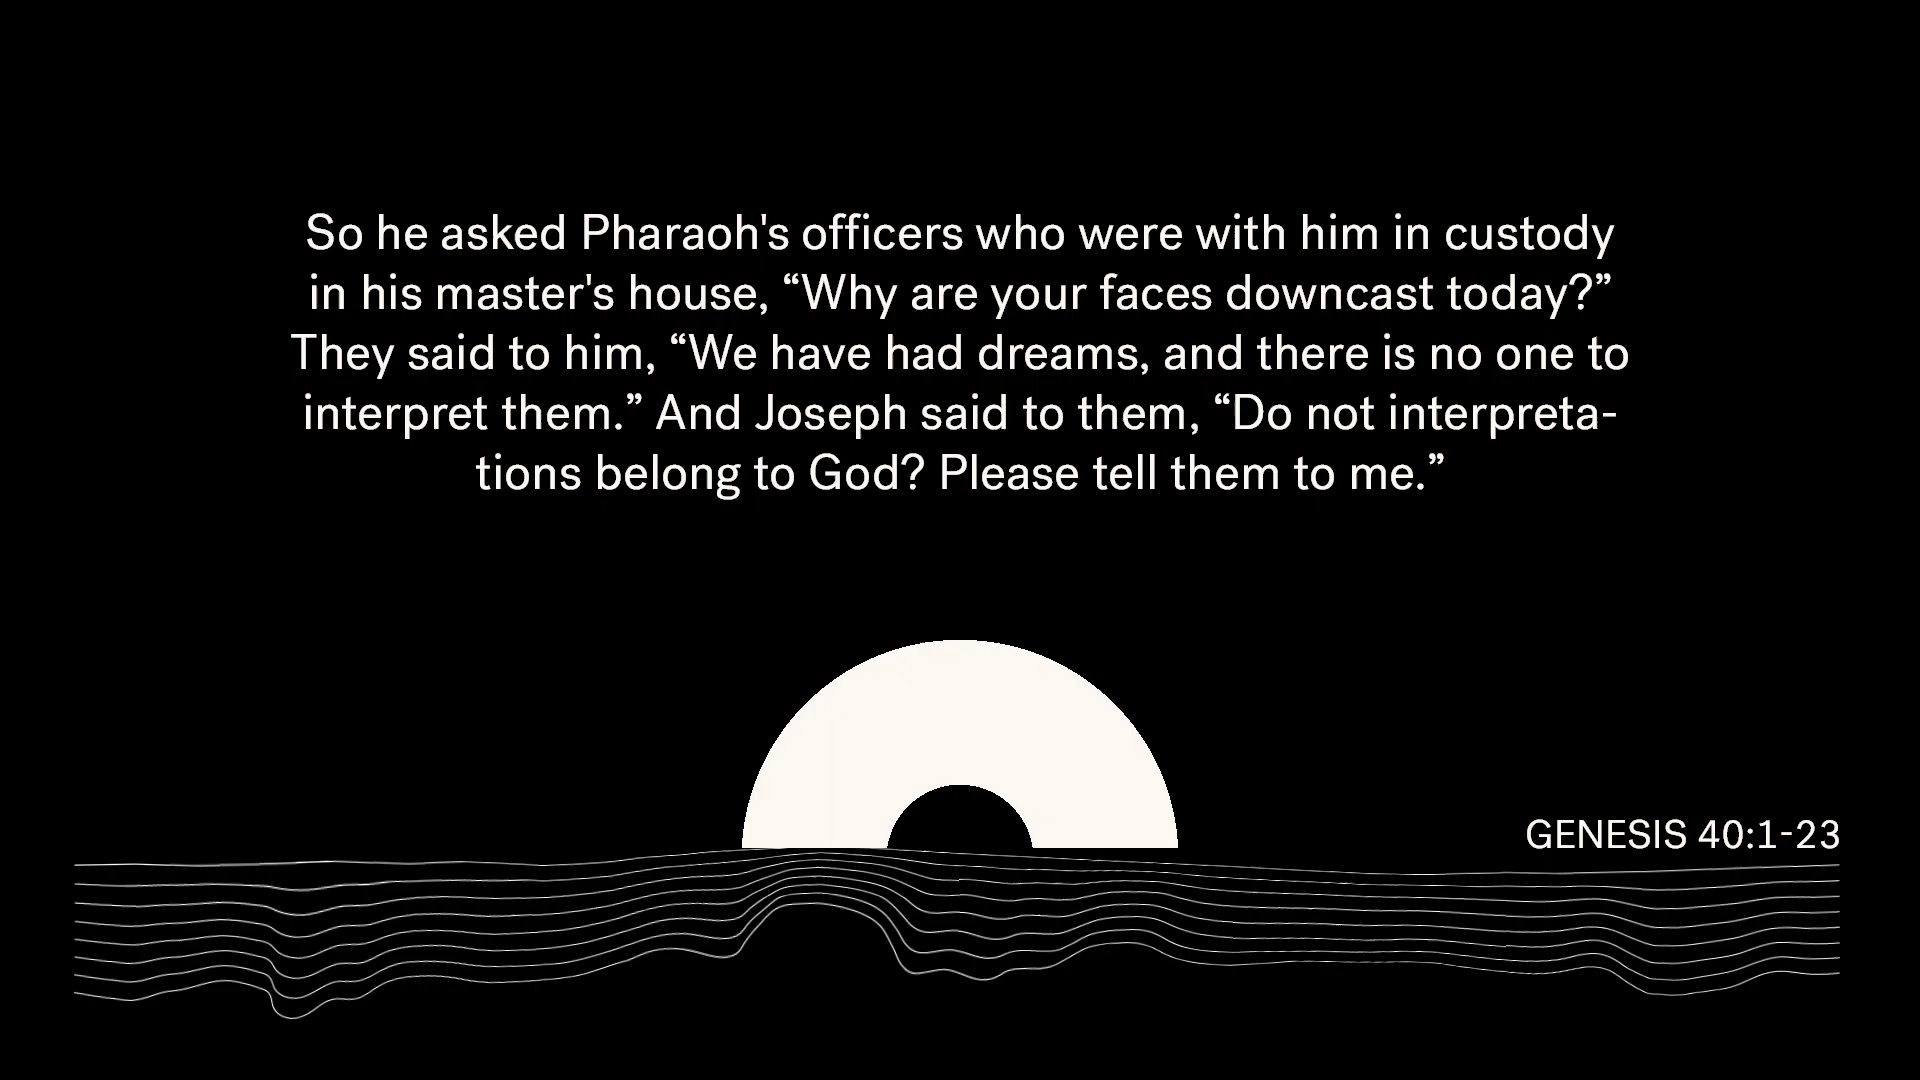 So he asked Pharaoh's officers who were with him in custody
in his master's house, “Why are your faces downcast today?”
They said to him, “We have had dreams, and there is no one to
interpret them.” And Joseph said to them, “Do not interpreta-
tions belong to God? Please tell them to me.”
GENESIS 40:1-23